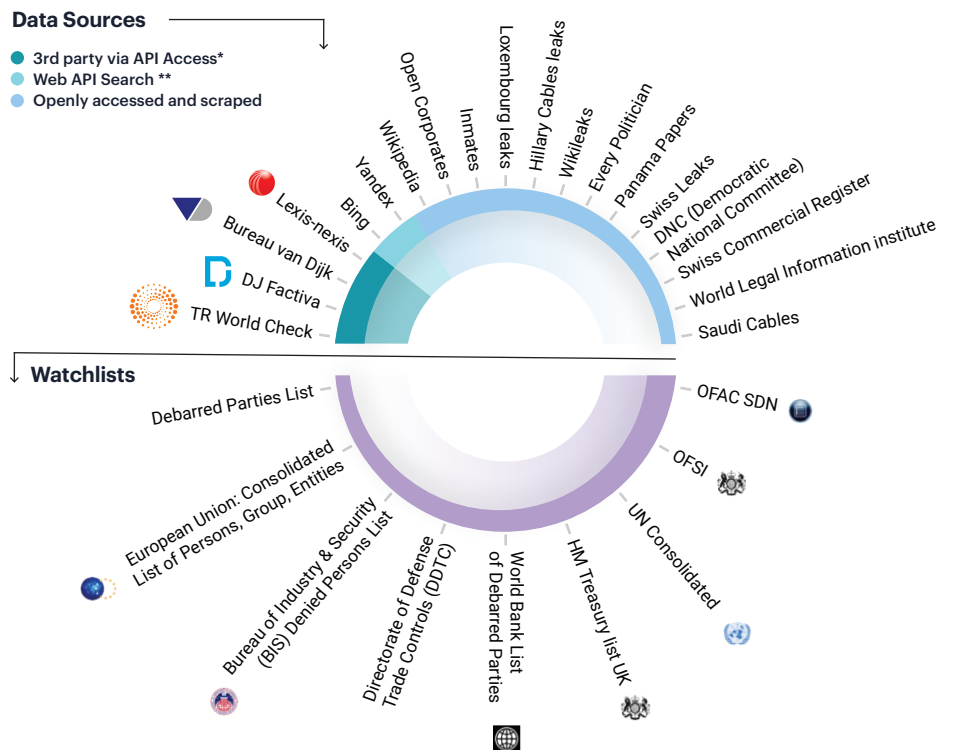 Data Sources
3rd party via API Access*
Web API Search **
Openly accessed and scraped
TR World Check
DJ Factiva
Bureau van Dijk
Lexis-nexis
Bing
Yandex
Wikipedia
Open Corporates
Inmates
Loxembourg leaks
Hillary Cables leaks
Wikileaks
Every Politician
Panama Papers
Swiss Leaks
DNC (Democratic
National Committee)
Swiss Commercial Register
World Legal Information institute
Saudi Cables
Watchlists
Debarred Parties List
European Union: Consolidated
List of Persons, Group, Entities
Bureau of Industry & Security
(BIS) Denied Persons List
Directorate of Defense
Trade Controls (DDTC)
World Bank List
of Debarred Parties
HM Treasury list UK
UN Consolidated
OFSI
OFAC SDN